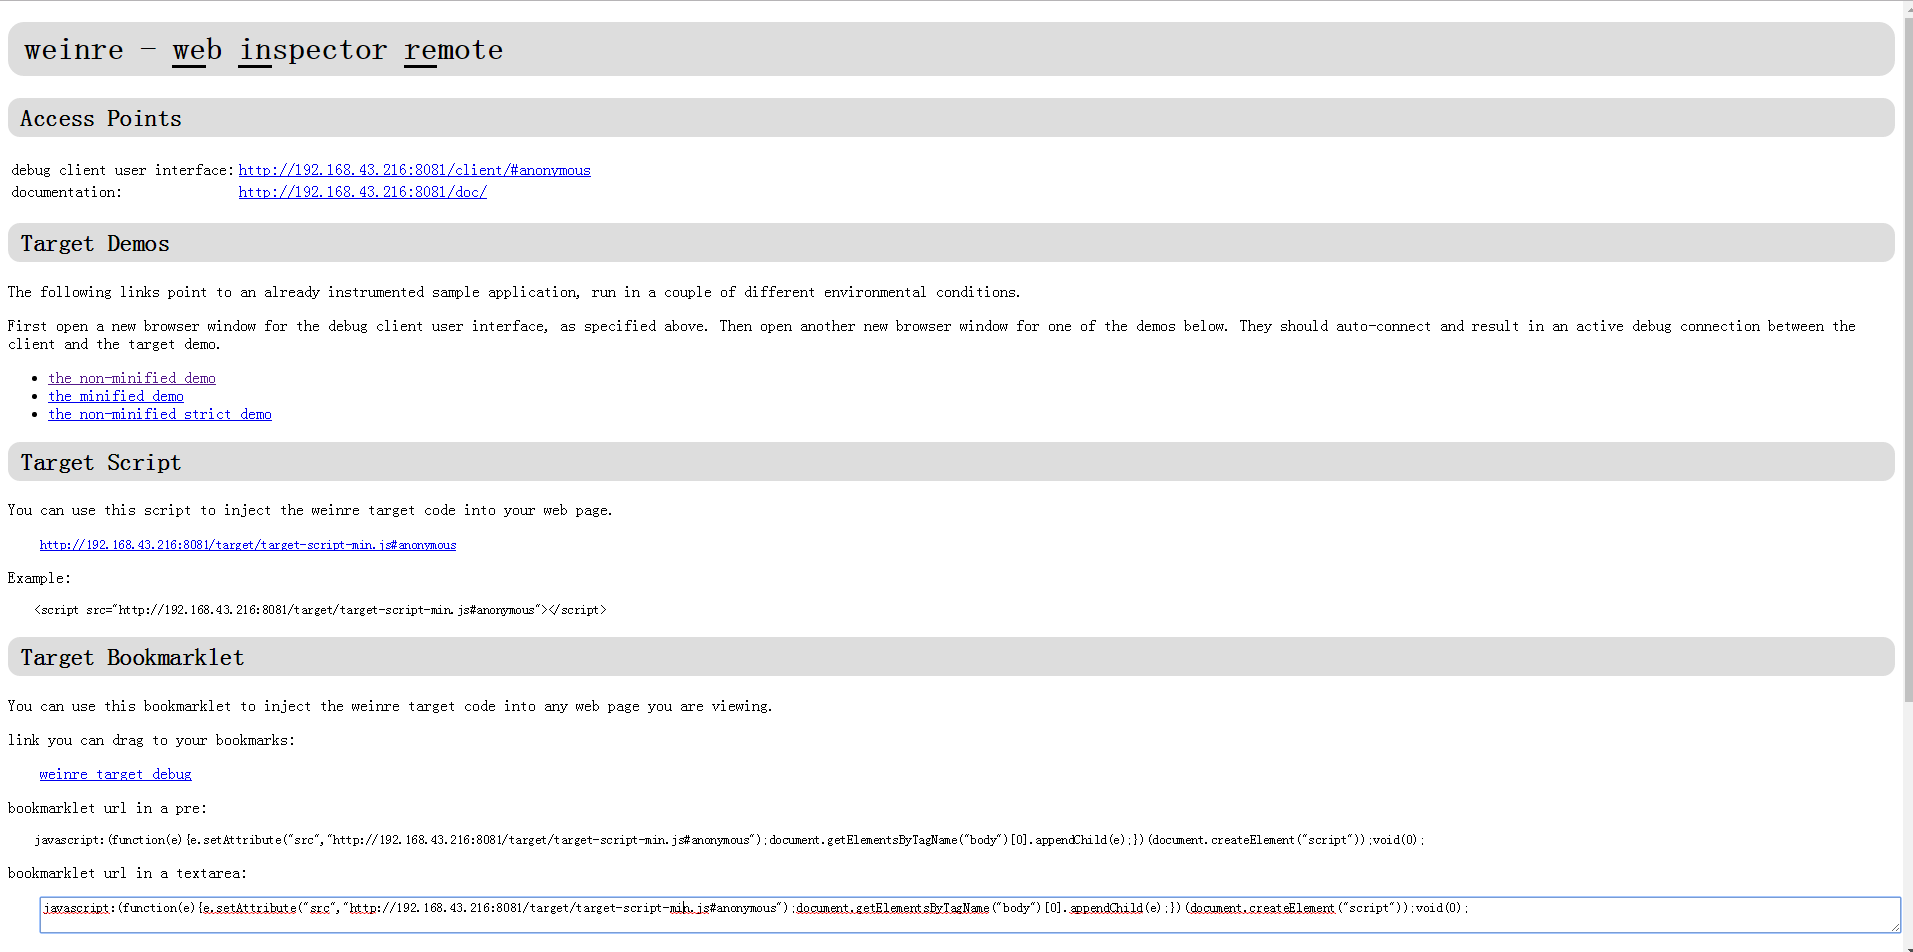 weinre - web inspector remote
Access Points
debug client user interface: http://192.168.43.216:8081/client/#anonymous
documentation: http://192.168.43.216:8081/doc/
Target Demos
The following links point to an already instrumented sample application, run in a couple of different environmental conditions.
First open a new browser window for the debug client user interface, as specified above. Then open another new browser window for one of the demos below. They should auto-connect and result in an active debug connection between the
client and the target demo.
the non-minified demo
the minified demo
the non-minified strict demo
Target Script
You can use this script to inject the weinre target code into your web page.
http://192.168.43.216:8081/target/target-script-min.js#anonymous
Example:
<script src="http://192.168.43.216:8081/target/target-script-min.js#anonymous"></script>
Target Bookmarklet
You can use this bookmarklet to inject the weinre target code into any web page you are viewing.
link you can drag to your bookmarks:
weinre target debug
bookmarklet url in a pre:
javascript:(function(e){e.setAttribute("src","http://192.168.43.216:8081/target/target-script-min.js#anonymous");document.getElementsByTagName("body")[0].appendChild(e);})(document.createElement("script"));void(0);
bookmarklet url in a textarea:
javascript:(function(e){e.setAttribute("src","http://192.168.43.216:8081/target/target-script-min.js#anonymous");document.getElementsByTagName("body")[0].appendChild(e);})(document.createElement("script"));void(0);